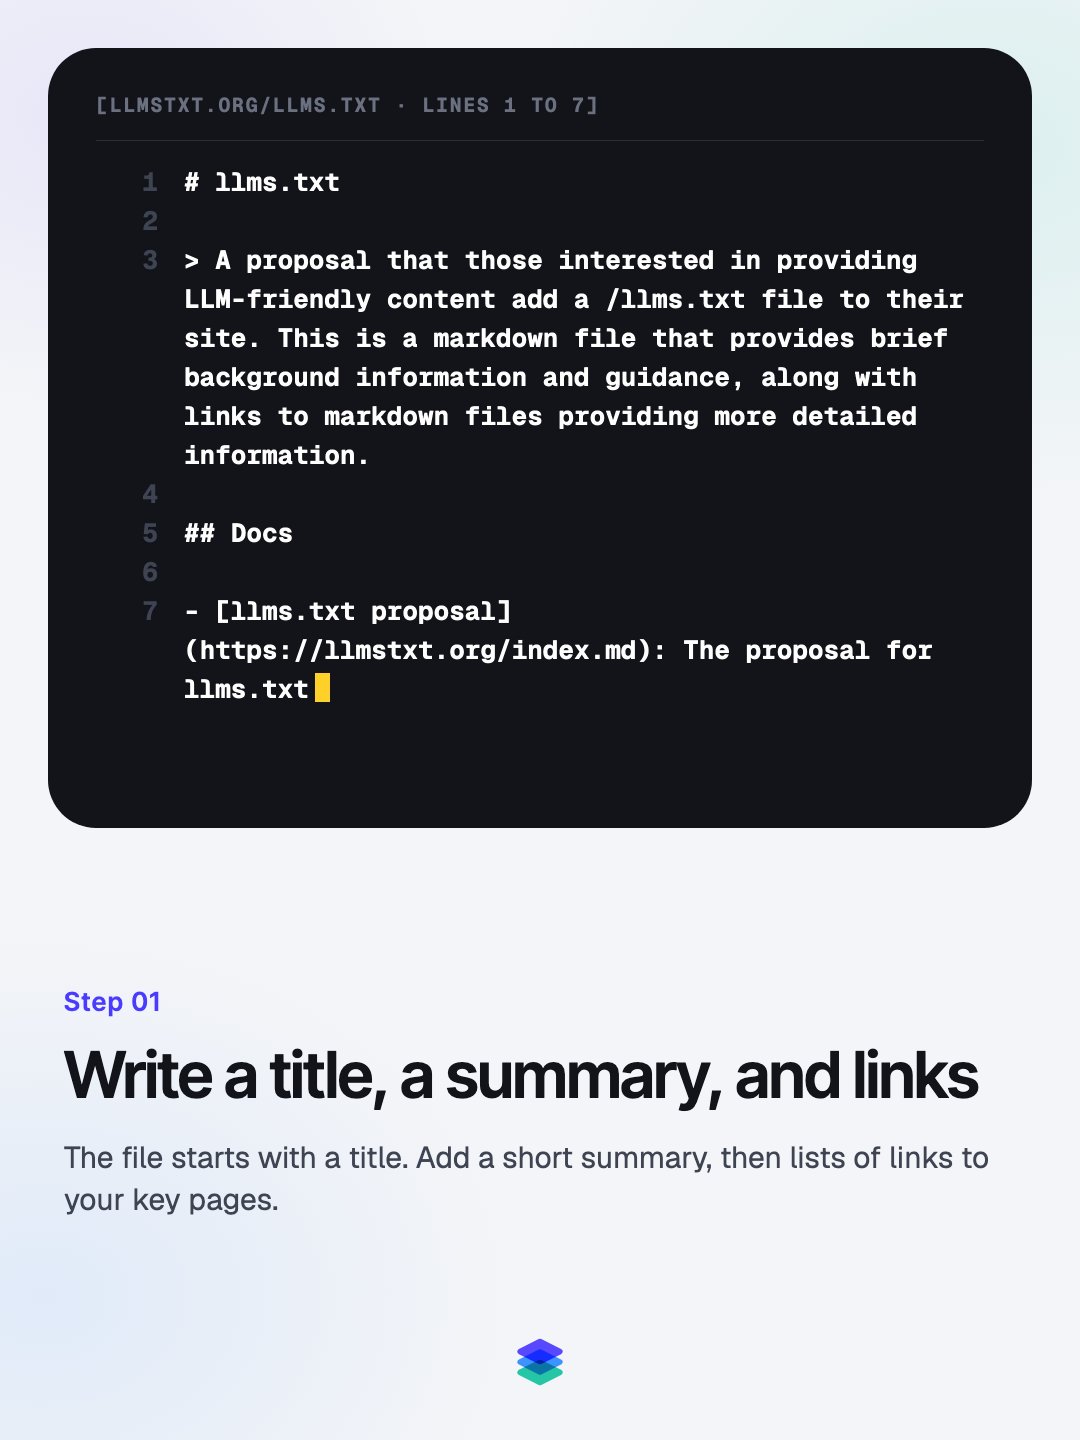 [LLMSTXT.ORG/LLMS.TXT · LINES 1 TO 7]
1 # llms.txt
2
3 > A proposal that those interested in providing
LLM-friendly content add a /llms.txt file to their
site. This is a markdown file that provides brief
background information and guidance, along with
links to markdown files providing more detailed
information.
4
5 ## Docs
6
7 - [llms.txt proposal]
(https://llmstxt.org/index.md): The proposal for
llms.txt
Step 01
Write a title, a summary, and links
The file starts with a title. Add a short summary, then lists of links to
your key pages.